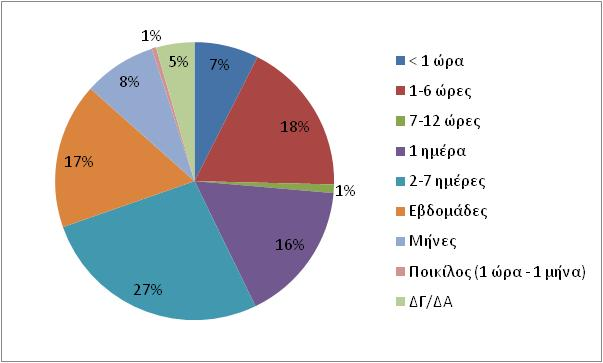 1%
5%
7%
8%
18%
17%
1%
16%
27%
< 1 ώρα
1-6 ώρες
7-12 ώρες
1 ημέρα
2-7 ημέρες
Εβδομάδες
Μήνες
Ποικίλος (1 ώρα - 1 μήνα)
ΔΓ/ΔΑ